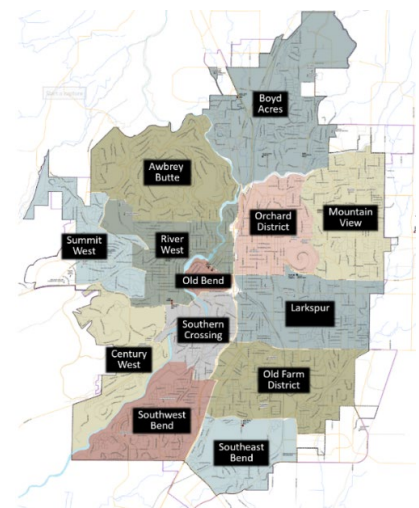 Boyd
Acres
Awbrey
Butte
Orchard
District
Mountain
View
Summit
West
River
West
Old Bend
Larkspur
Southern
Crossing
Century
West
Old Farm
District
Southwest
Bend
Southeast
Bend